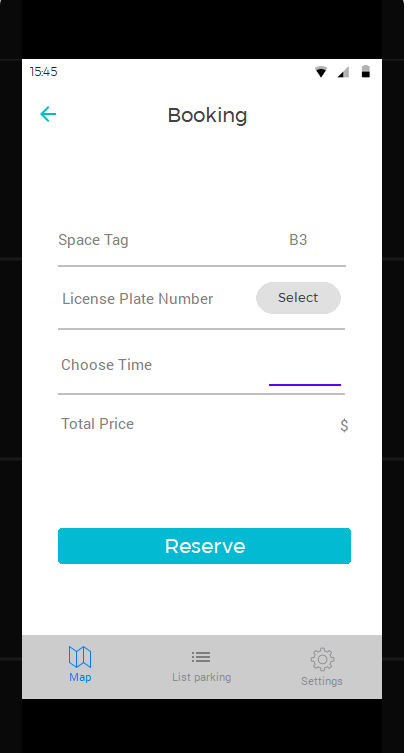 15:45
Booking
Space Tag B3
License Plate Number Select
Choose Time
Total Price $
Reserve
Map List parking Settings